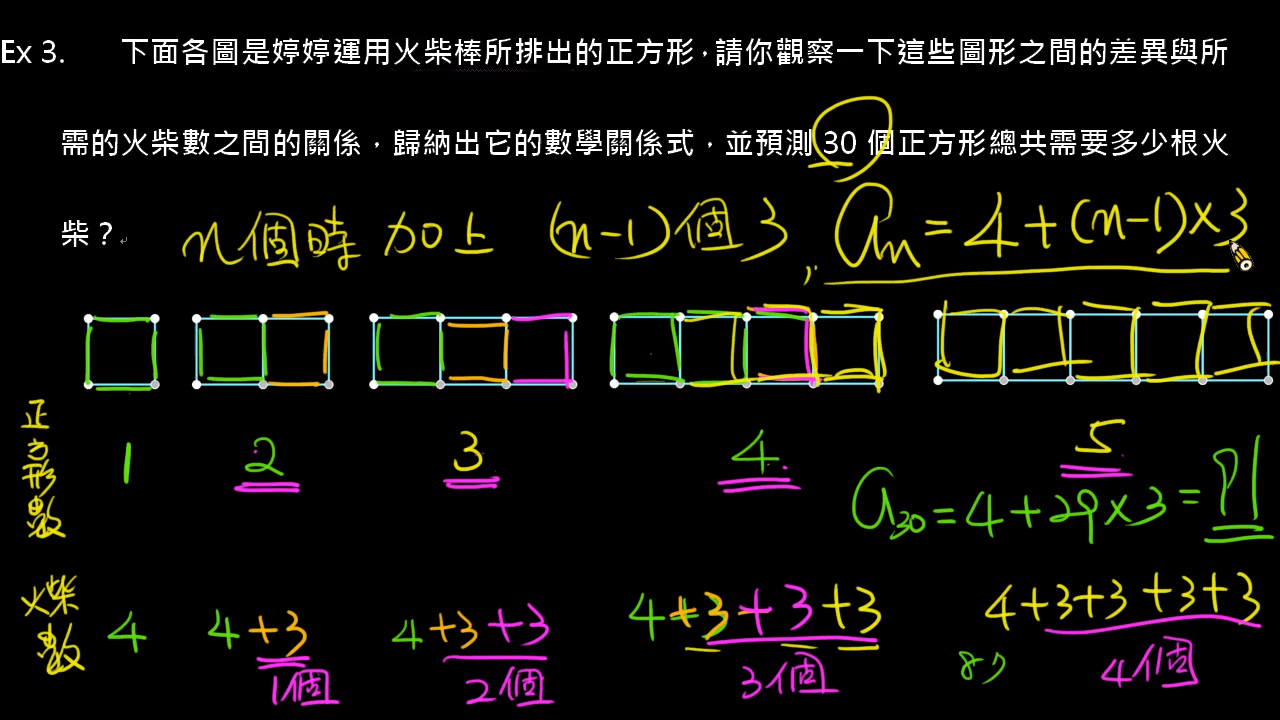 Ex 3. 下面各圖是婷婷運用火柴棒所排出的正方形,請你觀察一下這些圖形之間的差異與所
需的火柴數之間的關係，歸納出它的數學關係式，並預測 30 個正方形總共需要多少根火
柴？
n個時 加上 (n-1)個3, an = 4+(n-1)×3
正方形數 1 2 3 4 5
a30 = 4+29×3 = 91
火柴數 4 4+3 4+3+3 4+3+3+3 4+3+3+3+3
1個 2個 3個 4個